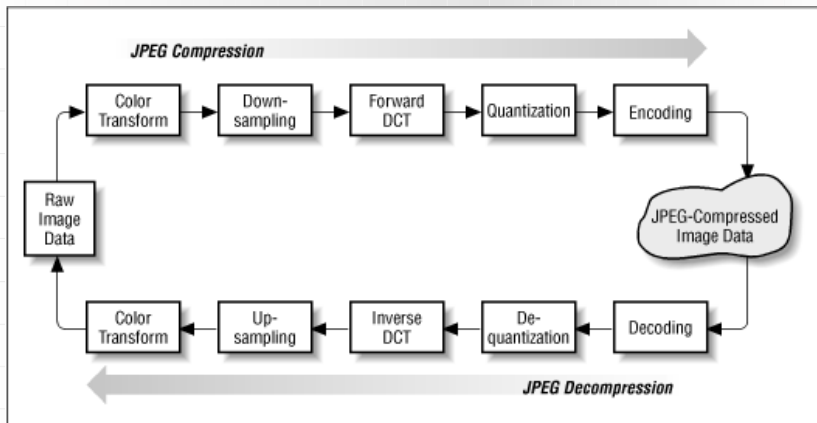 JPEG Compression
Color
Transform
Down-
sampling
Forward
DCT
Quantization
Encoding
Raw
Image
Data
JPEG-Compressed
Image Data
Color
Transform
Up-
sampling
Inverse
DCT
De-
quantization
Decoding
JPEG Decompression